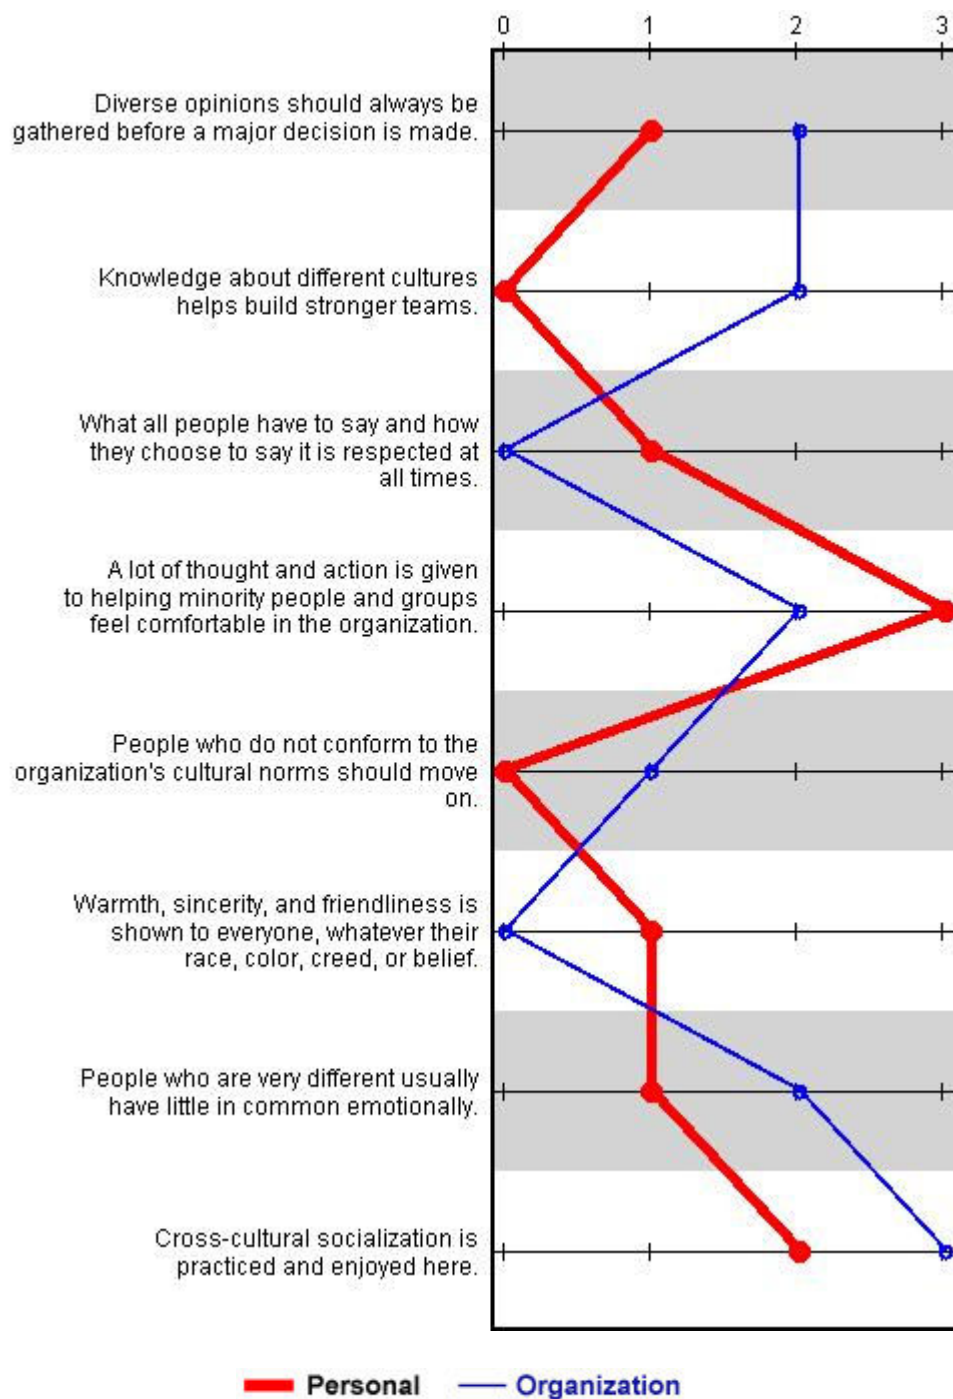 0 1 2 3
Diverse opinions should always be
gathered before a major decision is made.
Knowledge about different cultures
helps build stronger teams.
What all people have to say and how
they choose to say it is respected at
all times.
A lot of thought and action is given
to helping minority people and groups
feel comfortable in the organization.
People who do not conform to the
organization's cultural norms should move
on.
Warmth, sincerity, and friendliness is
shown to everyone, whatever their
race, color, creed, or belief.
People who are very different usually
have little in common emotionally.
Cross-cultural socialization is
practiced and enjoyed here.
Personal Organization